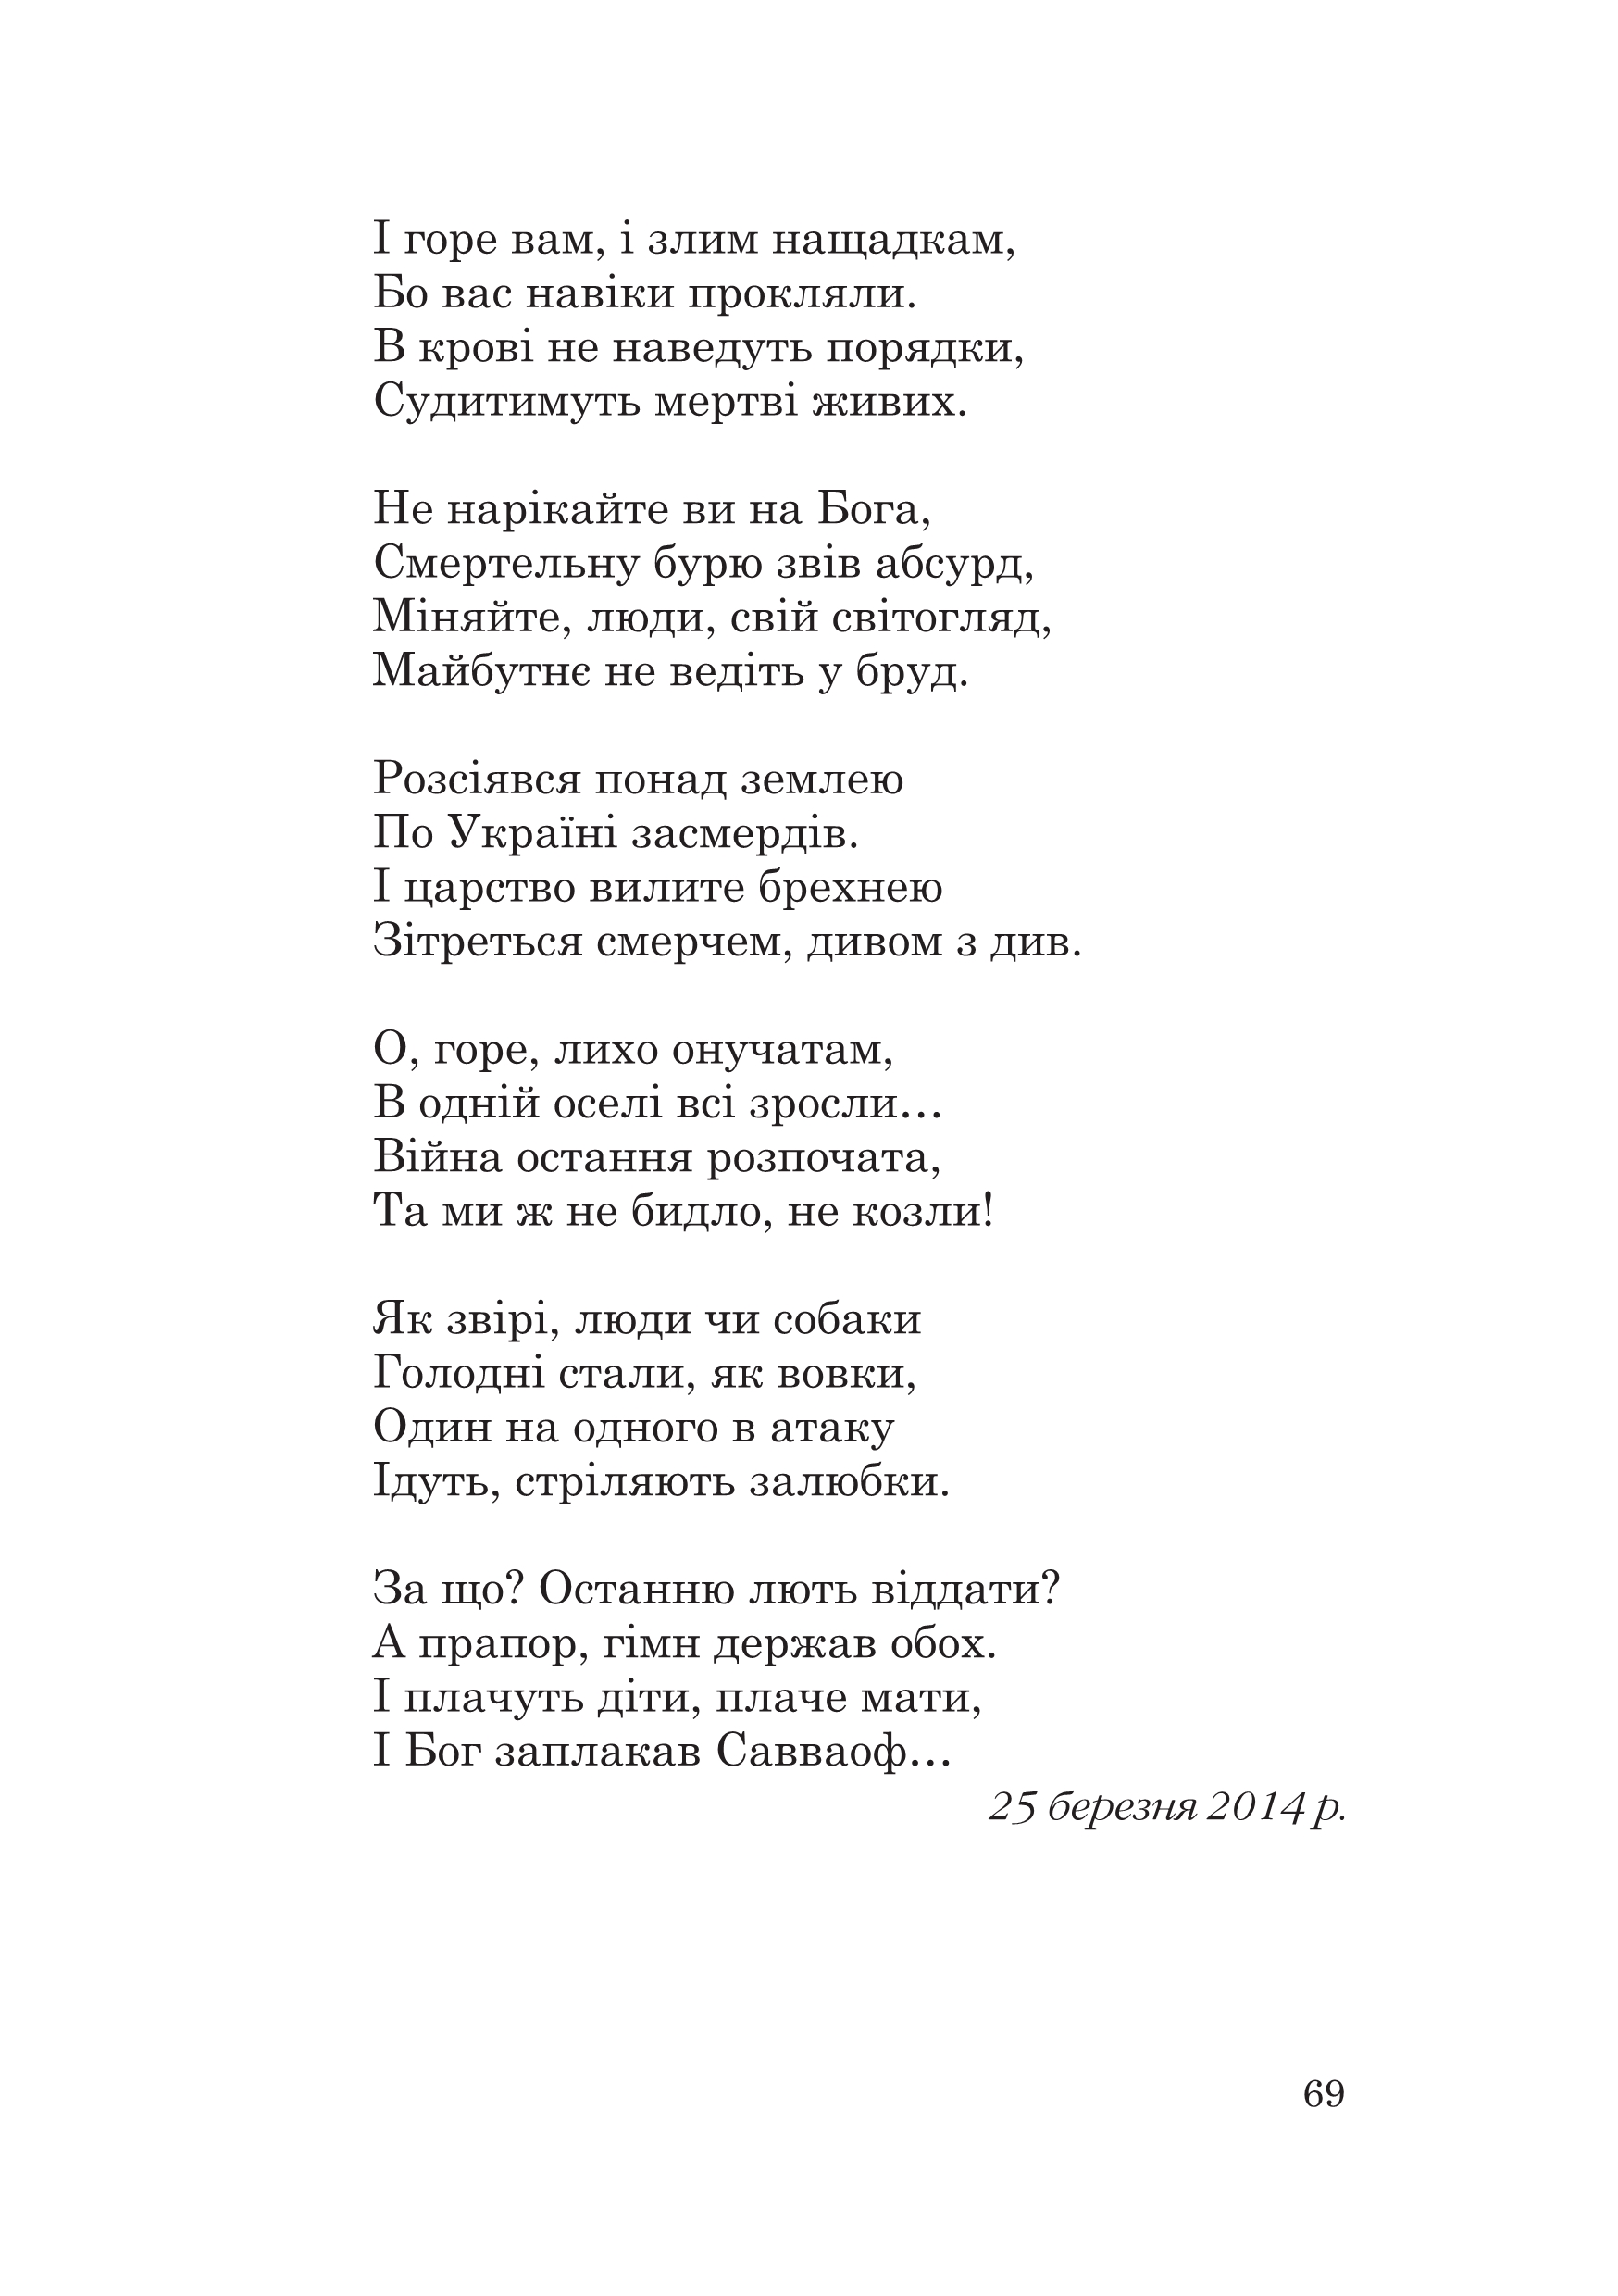 І горе вам, і злим нащадкам,
Бо вас навіки прокляли.
В крові не наведуть порядки,
Судитимуть мертві живих.

Не нарікайте ви на Бога,
Смертельну бурю звів абсурд,
Міняйте, люди, свій світогляд,
Майбутнє не ведіть у бруд.

Розсіявся понад землею
По Україні засмердів.
І царство вилите брехнею
Зітреться смерчем, дивом з див.

О, горе, лихо онучатам,
В одній оселі всі зросли…
Війна остання розпочата,
Та ми ж не бидло, не козли!

Як звірі, люди чи собаки
Голодні стали, як вовки,
Один на одного в атаку
Ідуть, стріляють залюбки.

За що? Останню лють віддати?
А прапор, гімн держав обох.
І плачуть діти, плаче мати,
І Бог заплакав Савваоф…
25 березня 2014 р.

69